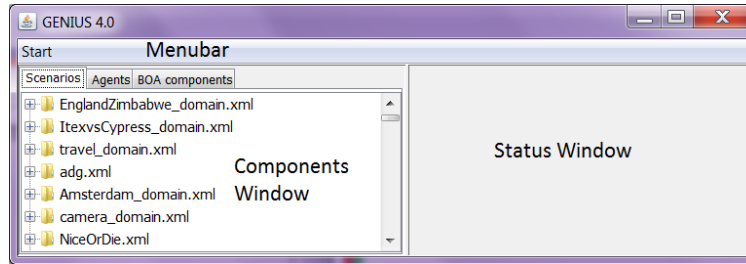 GENIUS 4.0
Start Menubar
Scenarios Agents BOA components
EnglandZimbabwe_domain.xml
ItexvsCypress_domain.xml
travel_domain.xml
adg.xml
Amsterdam_domain.xml
camera_domain.xml
NiceOrDie.xml
Components
Window
Status Window